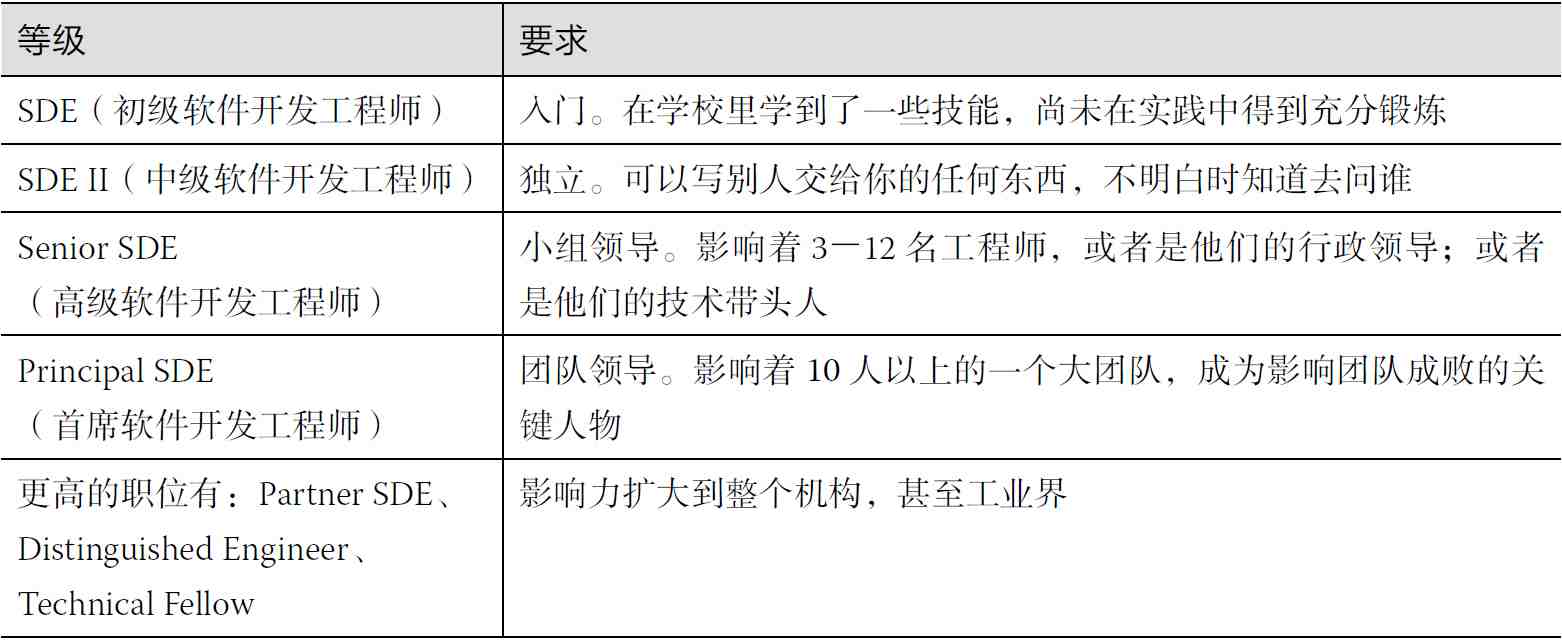 等级 要求
SDE（初级软件开发工程师） 入门。在学校里学到了一些技能，尚未在实践中得到充分锻炼
SDE II（中级软件开发工程师） 独立。可以写别人交给你的任何东西，不明白时知道去问谁
Senior SDE
（高级软件开发工程师）
小组领导。影响着 3—12 名工程师，或者是他们的行政领导；或者
是他们的技术带头人
Principal SDE
（首席软件开发工程师）
团队领导。影响着 10 人以上的一个大团队，成为影响团队成败的关
键人物
更高的职位有：Partner SDE、
Distinguished Engineer、
Technical Fellow
影响力扩大到整个机构，甚至工业界